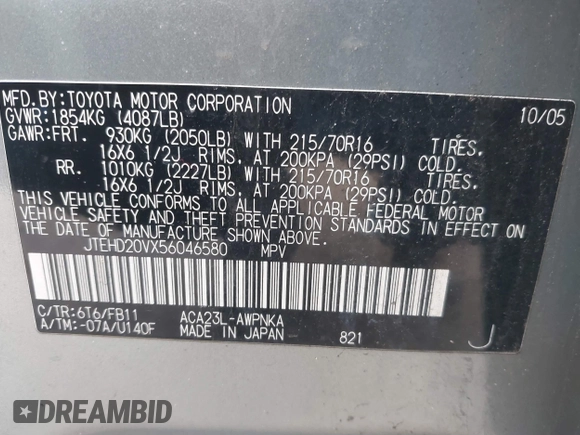 MFD.BY:TOYOTA MOTOR CORPORATION 10/05
GVWR:1854KG (4087LB)
GAWR:FRT. 930KG (2050LB) WITH 215/70R16 TIRES,
16X6 1/2J RIMS, AT 200KPA (29PSI) COLD.
RR. 1010KG (2227LB) WITH 215/70R16 TIRES,
16X6 1/2J RIMS, AT 200KPA (29PSI) COLD.
THIS VEHICLE CONFORMS TO ALL APPLICABLE FEDERAL MOTOR
VEHICLE SAFETY AND THEFT PREVENTION STANDARDS IN EFFECT ON
THE DATE OF MANUFACTURE SHOWN ABOVE.
JTEHD20VX56046580 MPV
C/TR:6T6/FB11 ACA23L-AWPNKA
A/TM:-07A/U140F MADE IN JAPAN 821 J
DREAMBID